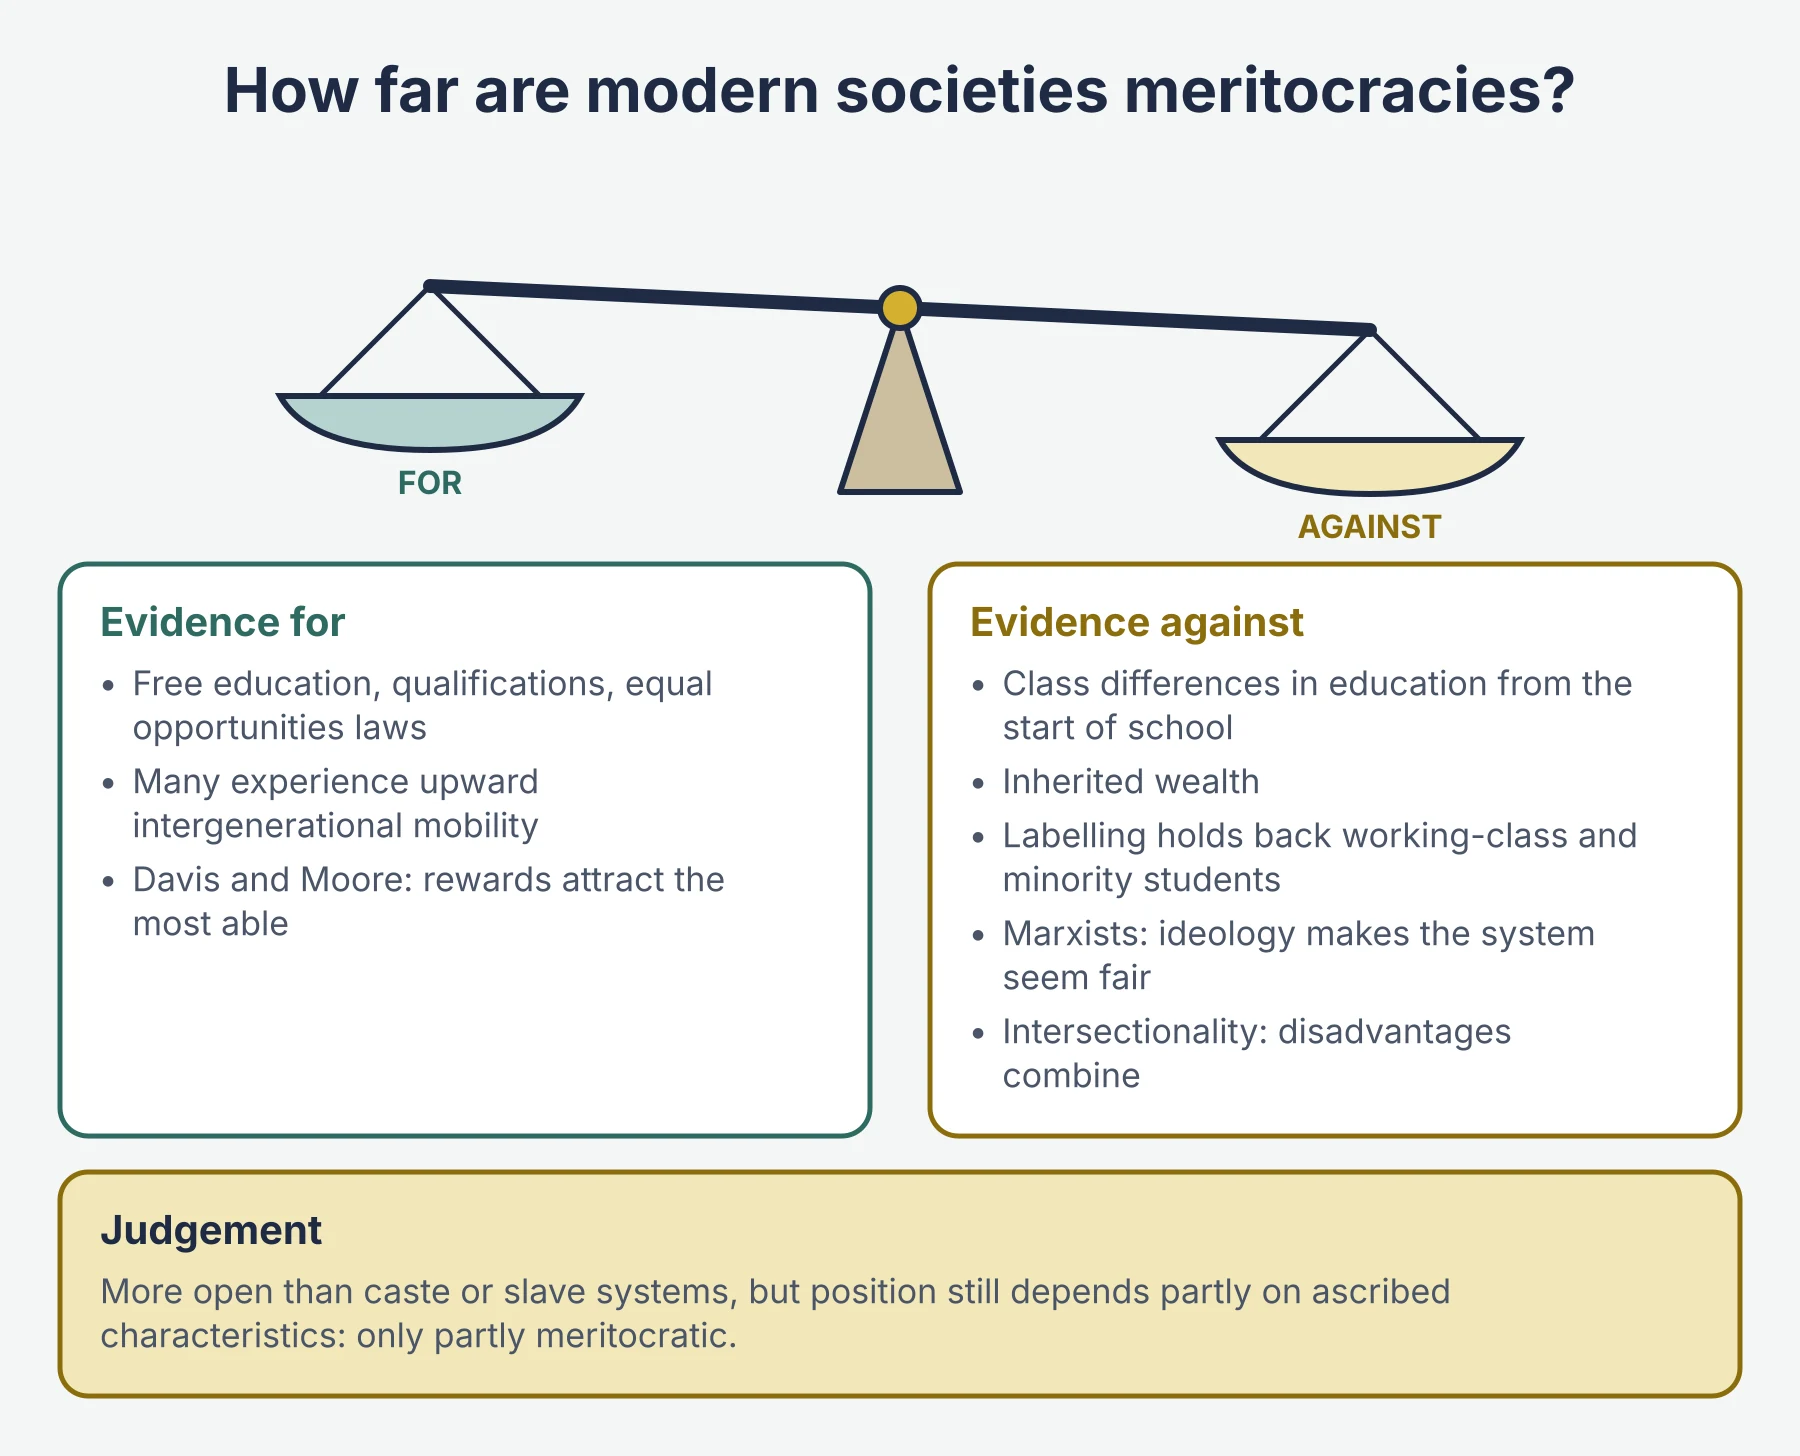 How far are modern societies meritocracies?
FOR
AGAINST
Evidence for
• Free education, qualifications, equal
opportunities laws
• Many experience upward
intergenerational mobility
• Davis and Moore: rewards attract the
most able
Evidence against
• Class differences in education from the
start of school
• Inherited wealth
• Labelling holds back working-class and
minority students
• Marxists: ideology makes the system
seem fair
• Intersectionality: disadvantages
combine
Judgement
More open than caste or slave systems, but position still depends partly on ascribed
characteristics: only partly meritocratic.